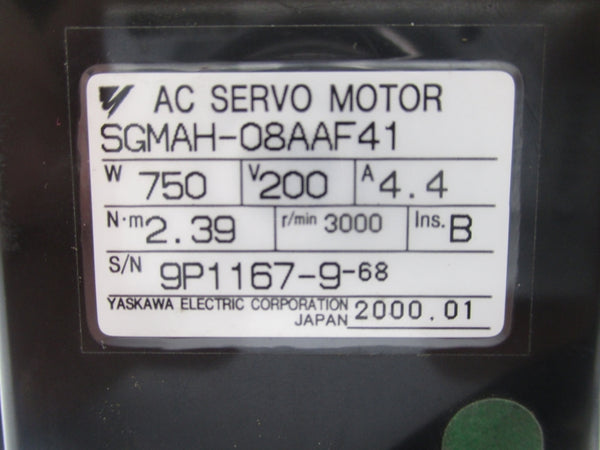 AC SERVO MOTOR
SGMAH-08AAF41
W 750 V 200 A 4.4
N·m 2.39 r/min 3000 Ins. B
S/N 9P1167-9-68
YASKAWA ELECTRIC CORPORATION
JAPAN 2000.01